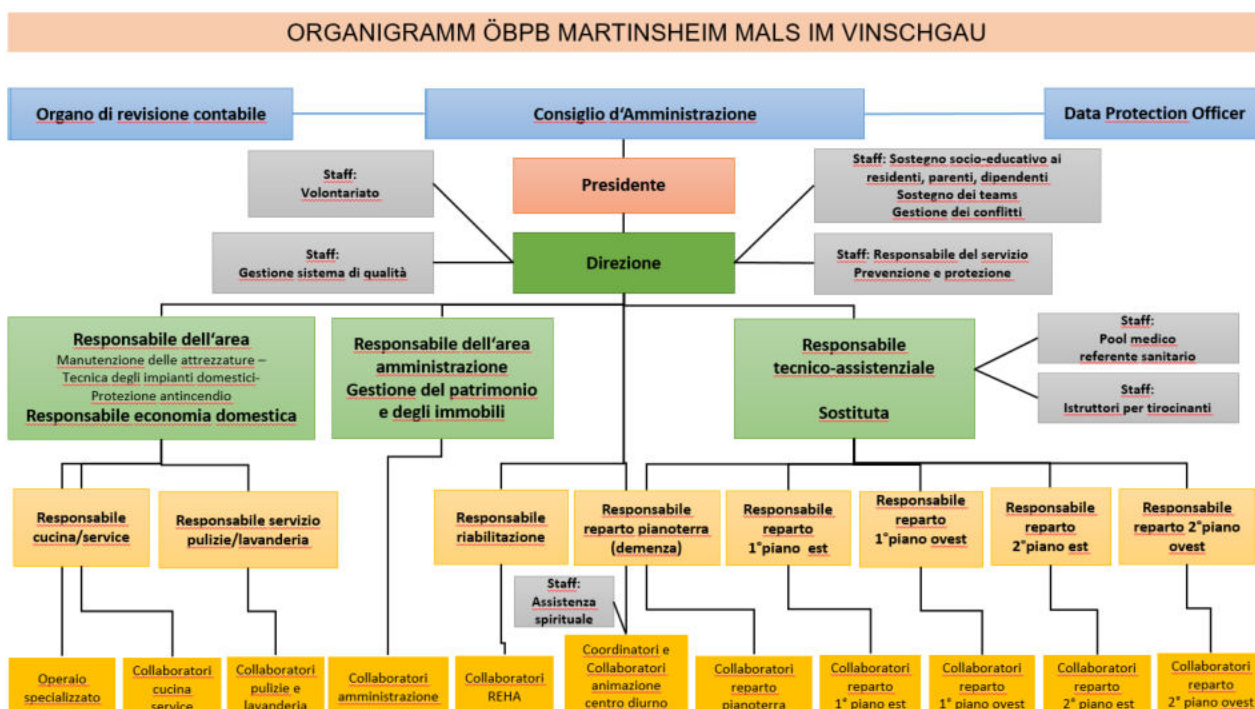 ORGANIGRAMM ÖBPB MARTINSHEIM MALS IM VINSCHGAU
Organo di revisione contabile
Consiglio d'Amministrazione
Data Protection Officer
Staff:
Volontariato
Presidente
Staff: Sostegno socio-educativo ai
residenti, parenti, dipendenti
Sostegno dei teams
Gestione dei conflitti
Staff:
Gestione sistema di qualità
Direzione
Staff: Responsabile del servizio
Prevenzione e protezione
Responsabile dell'area
Manutenzione delle attrezzature –
Tecnica degli impianti domestici-
Protezione antincendio
Responsabile economia domestica
Responsabile dell'area
amministrazione
Gestione del patrimonio
e degli immobili
Responsabile
tecnico-assistenziale
Sostituta
Staff:
Pool medico
referente sanitario
Staff:
Istruttori per tirocinanti
Responsabile
cucina/service
Responsabile servizio
pulizie/lavanderia
Responsabile
riabilitazione
Responsabile
reparto pianoterra
(demenza)
Responsabile
reparto
1°piano est
Responsabile
reparto
1°piano ovest
Responsabile
reparto
2°piano est
Responsabile
reparto 2°piano
ovest
Staff:
Assistenza
spirituale
Operaio
specializzato
Collaboratori
cucina
service
Collaboratori
pulizie e
lavanderia
Collaboratori
amministrazione
Collaboratori
REHA
Coordinatori e
Collaboratori
animazione
centro diurno
Collaboratori
reparto
pianoterra
Collaboratori
reparto
1° piano est
Collaboratori
reparto
1° piano ovest
Collaboratori
reparto
2° piano est
Collaboratori
reparto
2° piano ovest